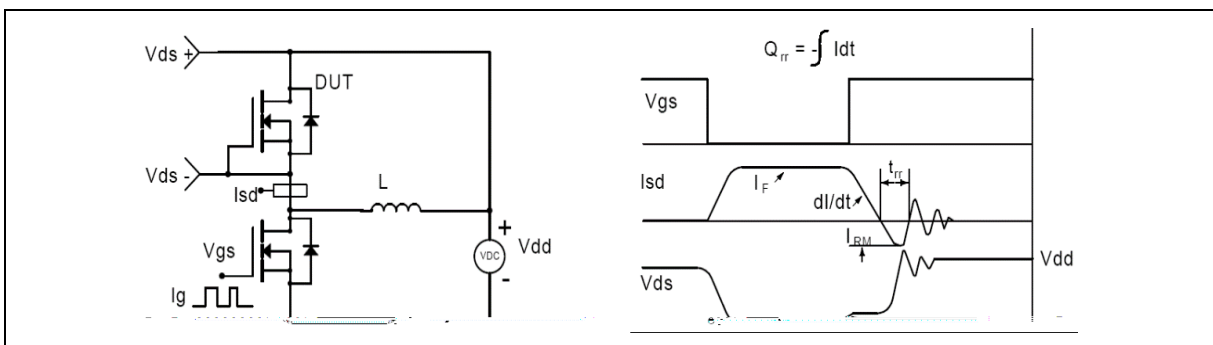 Vds +
DUT
Vds -
Isd
L
Vgs
Ig
+
VDC
-
Vdd
Q_rr = -∫ Idt
Vgs
Isd
I_F
dI/dt
t_rr
I_RM
Vdd
Vds